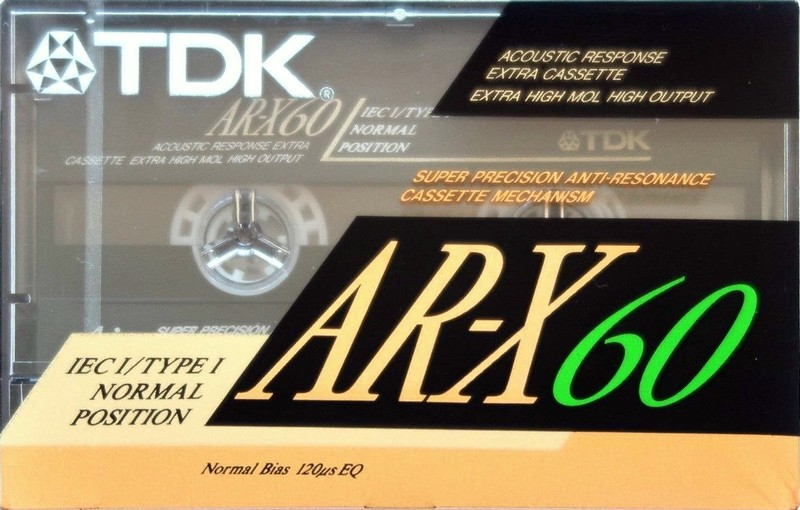 TDK®
ACOUSTIC RESPONSE
EXTRA CASSETTE
EXTRA HIGH MOL HIGH OUTPUT
AR-X60
IEC I/TYPE
NORMAL
POSITION
ACOUSTIC RESPONSE EXTRA
CASSETTE EXTRA HIGH MOL HIGH OUTPUT
TDK
SUPER PRECISION ANTI-RESONANCE
CASSETTE MECHANISM
SUPER PRECISION
AR-X60
IEC I/TYPE I
NORMAL
POSITION
Normal Bias 120µs EQ